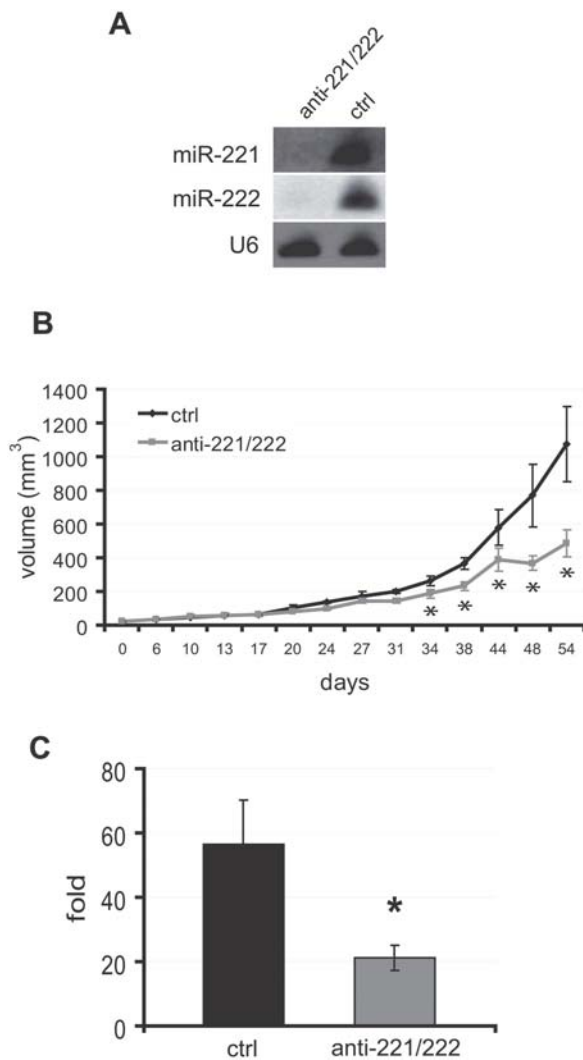 A
anti-221/222
ctrl
miR-221
miR-222
U6
B
1400
1200
1000
800
600
400
200
0
volume (mm³)
ctrl
anti-221/222
* * * * *
0 6 10 13 17 20 24 27 31 34 38 44 48 54
days
C
80
60
40
20
0
fold
*
ctrl anti-221/222